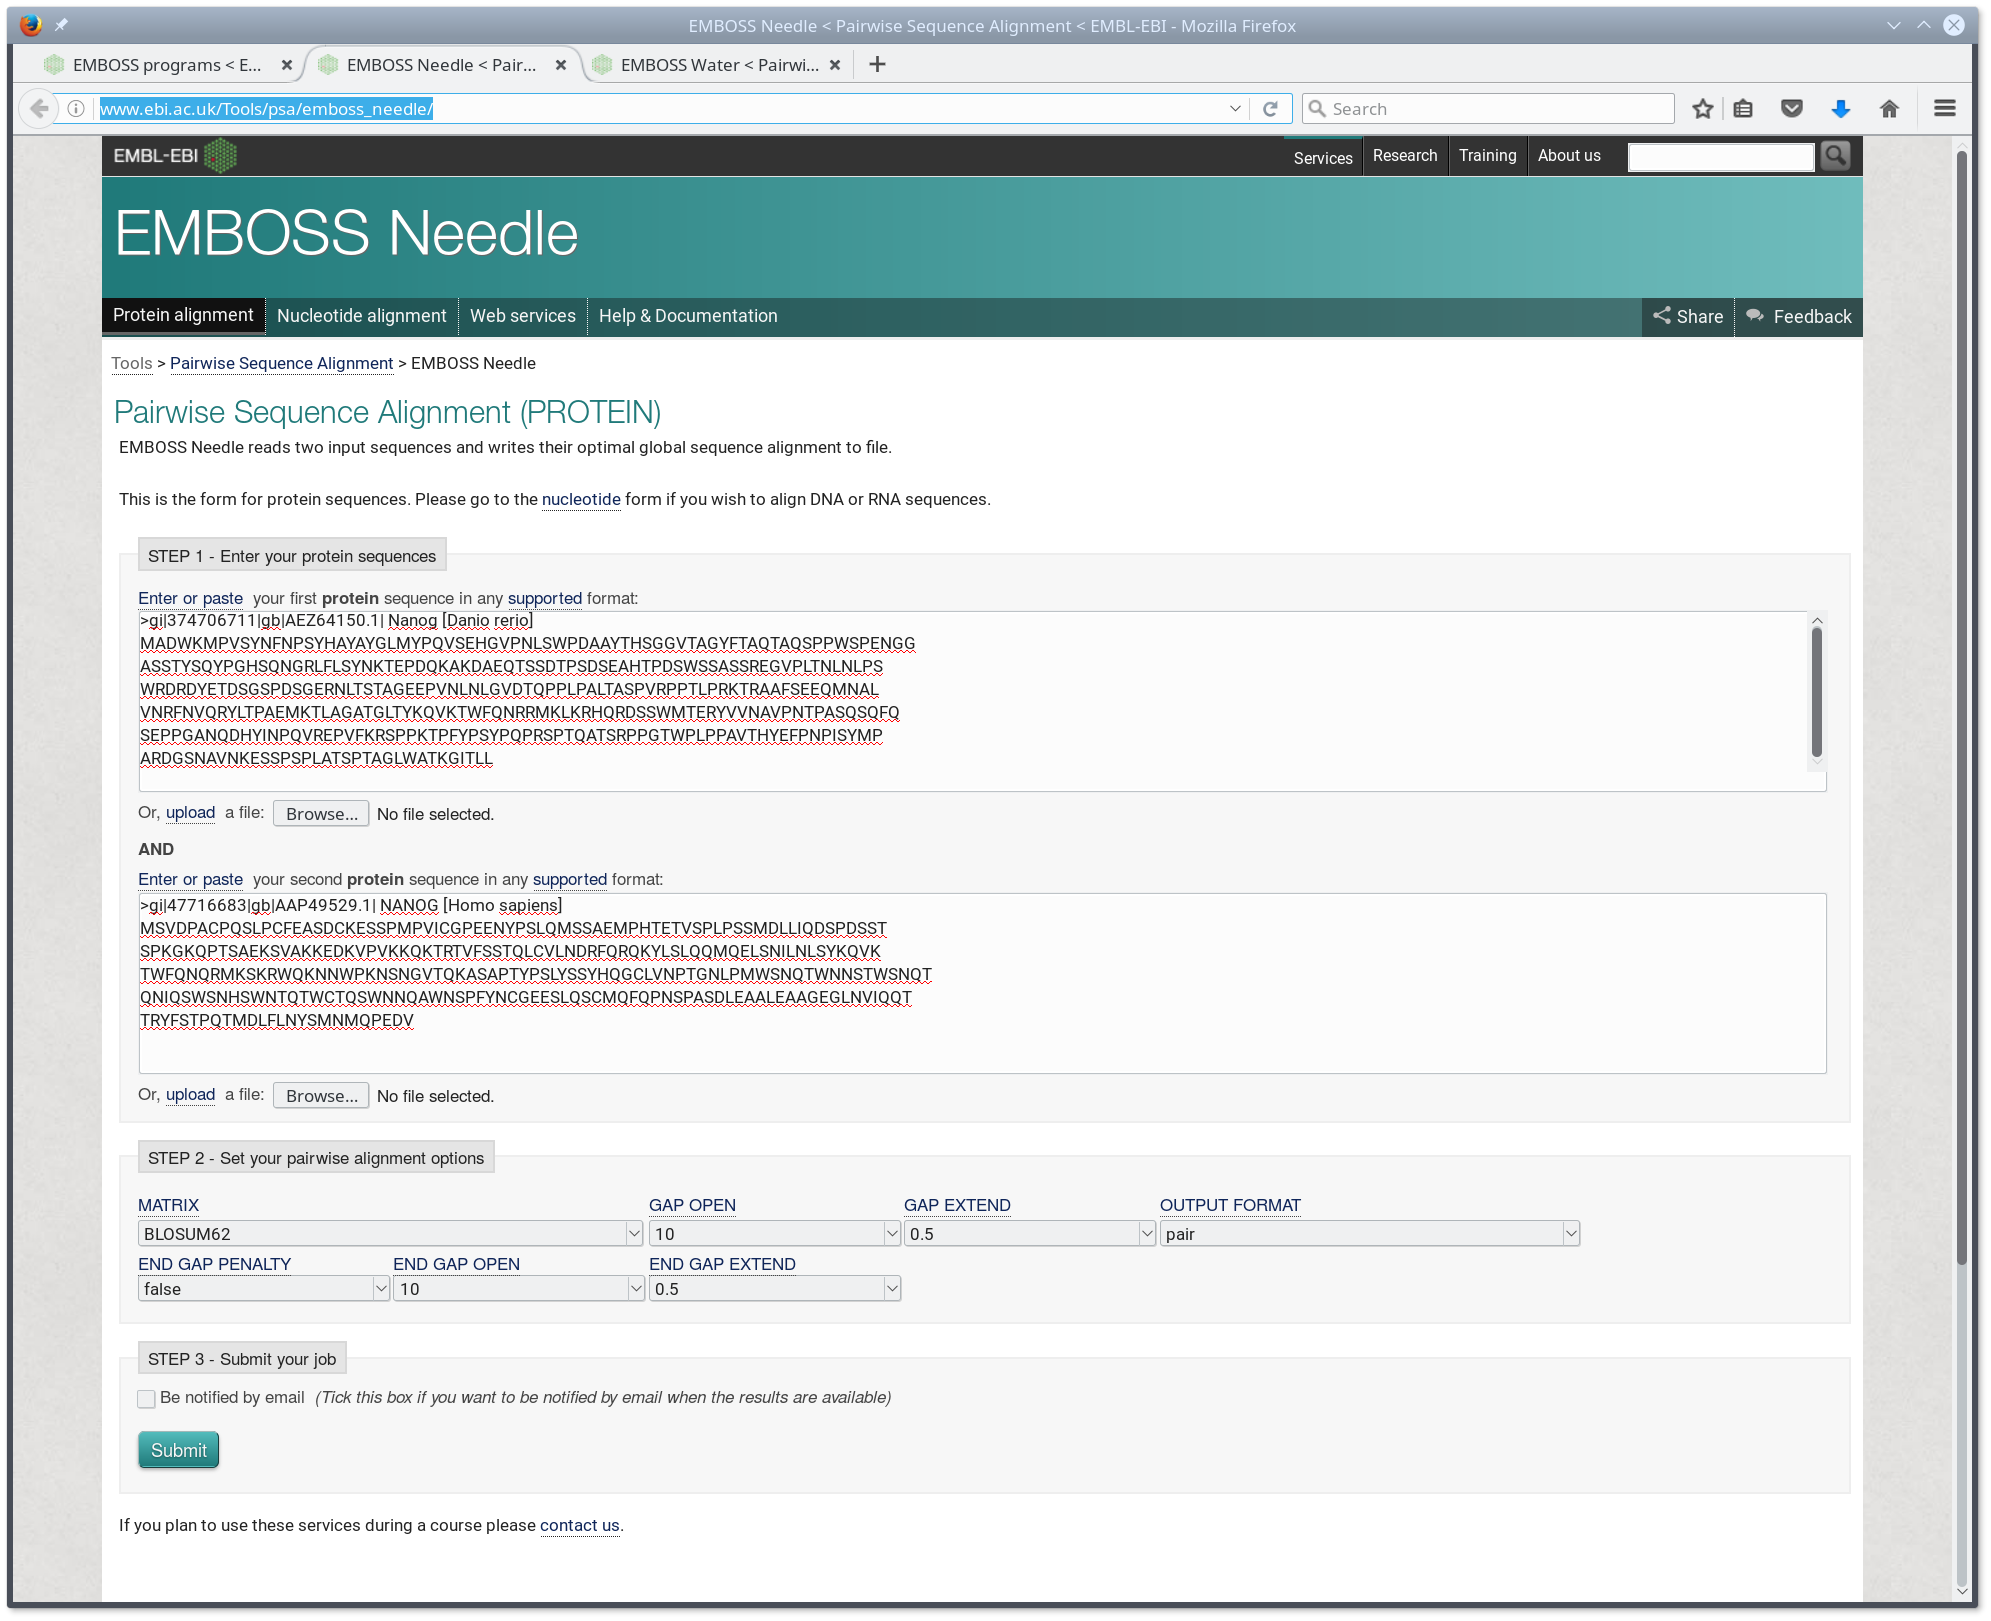 EMBOSS Needle < Pairwise Sequence Alignment < EMBL-EBI - Mozilla Firefox
EMBOSS programs < E...
EMBOSS Needle < Pair...
EMBOSS Water < Pairwi...
www.ebi.ac.uk/Tools/psa/emboss_needle/
Search
EMBL-EBI
Services
Research
Training
About us
EMBOSS Needle
Protein alignment
Nucleotide alignment
Web services
Help & Documentation
Share
Feedback
Tools > Pairwise Sequence Alignment > EMBOSS Needle
Pairwise Sequence Alignment (PROTEIN)
EMBOSS Needle reads two input sequences and writes their optimal global sequence alignment to file.
This is the form for protein sequences. Please go to the nucleotide form if you wish to align DNA or RNA sequences.
STEP 1 - Enter your protein sequences
Enter or paste your first protein sequence in any supported format:
>gi|374706711|gb|AEZ64150.1| Nanog [Danio rerio]
MADWKMPVSYNFNPSYHAYAYGLMYPQVSEHGVPNLSWPDAAYTHSGGVTAGYFTAQTAQSPPWSPENGG
ASSTYSQYPGHSQNGRLFLSYNKTEPDQKAKDAEQTSSDTPSDSEAHTPDSWSSASSREGVPLTNLNLPS
WRDRDYETDSGSPDSGERNLTSTAGEEPVNLNLGVDTQPPLPALTASPVRPPTLPRKTRAAFSEEQMNAL
VNRFNVQRYLTPAEMKTLAGATGLTYKQVKTWFQNRRMKLKRHQRDSSWMTERYVVNAVPNTPASQSQFQ
SEPPGANQDHYINPQVREPVFKRSPPKTPFYPSYPQPRSPTQATSRPPGTWPLPPAVTHYEFPNPISYMP
ARDGSNAVNKESSPSPLATSPTAGLWATKGITLL
Or, upload a file: Browse... No file selected.
AND
Enter or paste your second protein sequence in any supported format:
>gi|47716683|gb|AAP49529.1| NANOG [Homo sapiens]
MSVDPACPQSLPCFEASDCKESSPMPVICGPEENYPSLQMSSAEMPHTETVSPLPSSMDLLIQDSPDSST
SPKGKQPTSAEKSVAKKEDKVPVKKQKTRTVFSSTQLCVLNDRFQRQKYLSLQQMQELSNILNLSYKQVK
TWFQNQRMKSKRWQKNNWPKNSNGVTQKASAPTYPSLYSSYHQGCLVNPTGNLPMWSNQTWNNSTWSNQT
QNIQSWSNHSWNTQTWCTQSWNNQAWNSPFYNCGEESLQSCMQFQPNSPASDLEAALEAAGEGLNVIQQT
TRYFSTPQTMDLFLNYSMNMQPEDV
Or, upload a file: Browse... No file selected.
STEP 2 - Set your pairwise alignment options
MATRIX GAP OPEN GAP EXTEND OUTPUT FORMAT
BLOSUM62 10 0.5 pair
END GAP PENALTY END GAP OPEN END GAP EXTEND
false 10 0.5
STEP 3 - Submit your job
Be notified by email (Tick this box if you want to be notified by email when the results are available)
Submit
If you plan to use these services during a course please contact us.